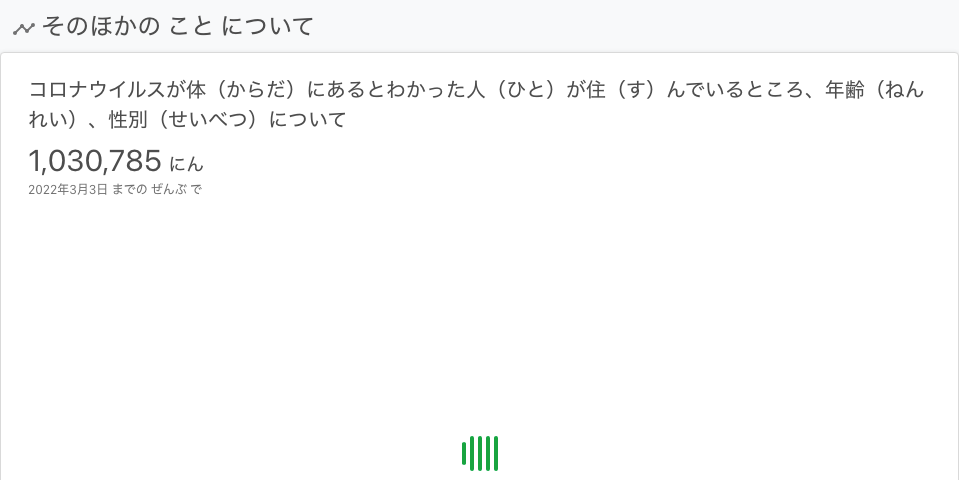 そのほかの こと について
コロナウイルスが体（からだ）にあるとわかった人（ひと）が住（す）んでいるところ、年齢（ねん
れい）、性別（せいべつ）について
1,030,785 にん
2022年3月3日 までの ぜんぶ で